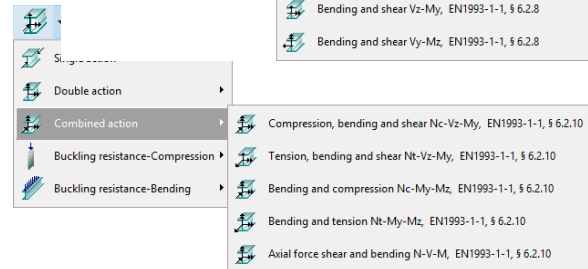 Bending and shear Vz-My, EN1993-1-1, § 6.2.8
Bending and shear Vy-Mz, EN1993-1-1, § 6.2.8
Double action
Combined action
Compression, bending and shear Nc-Vz-My, EN1993-1-1, § 6.2.10
Buckling resistance-Compression
Tension, bending and shear Nt-Vz-My, EN1993-1-1, § 6.2.10
Buckling resistance-Bending
Bending and compression Nc-My-Mz, EN1993-1-1, § 6.2.10
Bending and tension Nt-My-Mz, EN1993-1-1, § 6.2.10
Axial force shear and bending N-V-M, EN1993-1-1, § 6.2.10